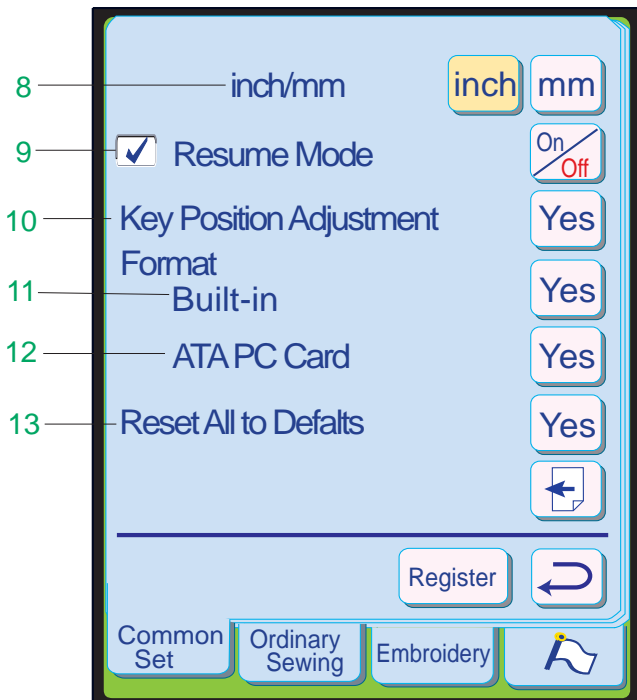 8 inch/mm inch mm
9 Resume Mode On Off
10 Key Position Adjustment Yes
Format
11 Built-in Yes
12 ATA PC Card Yes
13 Reset All to Defalts Yes
Register
Common
Set
Ordinary
Sewing
Embroidery